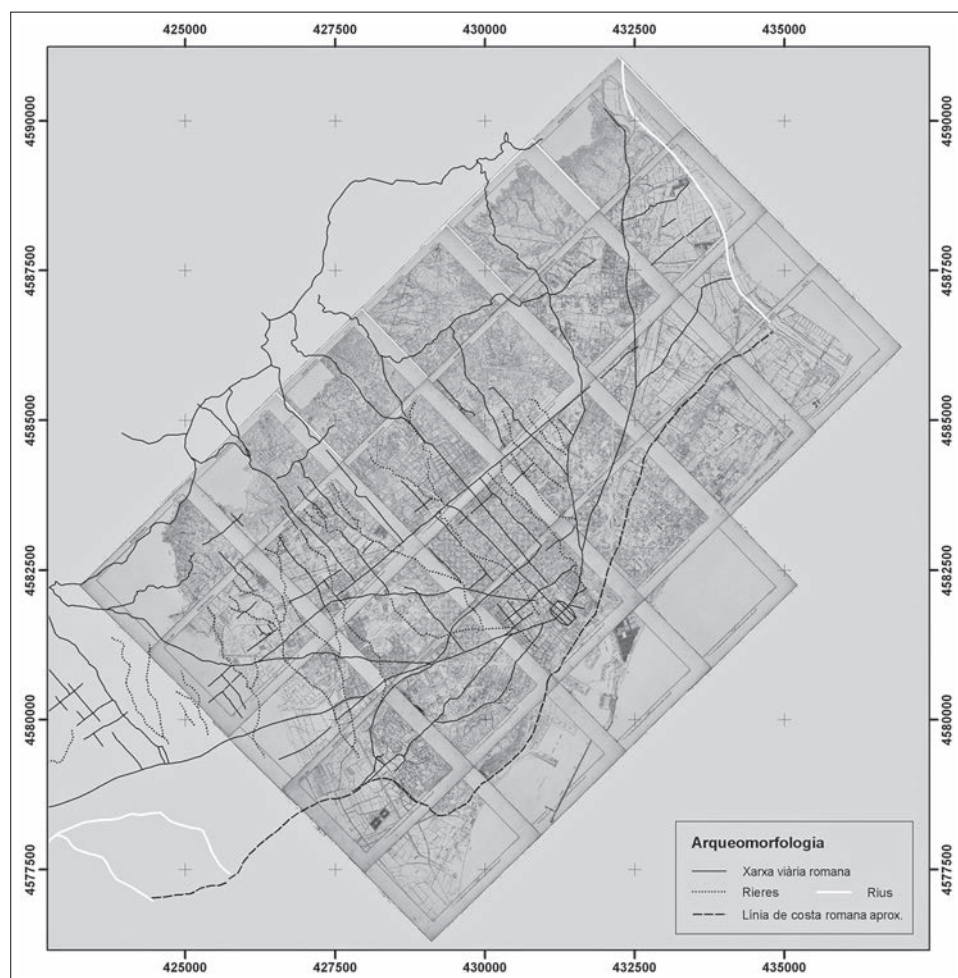 425000 427500 430000 432500 435000
4590000 4590000
4587500 4587500
4585000 4585000
4582500 4582500
4580000 4580000
4577500 4577500
Arqueomorfologia
Xarxa viària romana
Rieres Rius
Línia de costa romana aprox.
425000 427500 430000 432500 435000